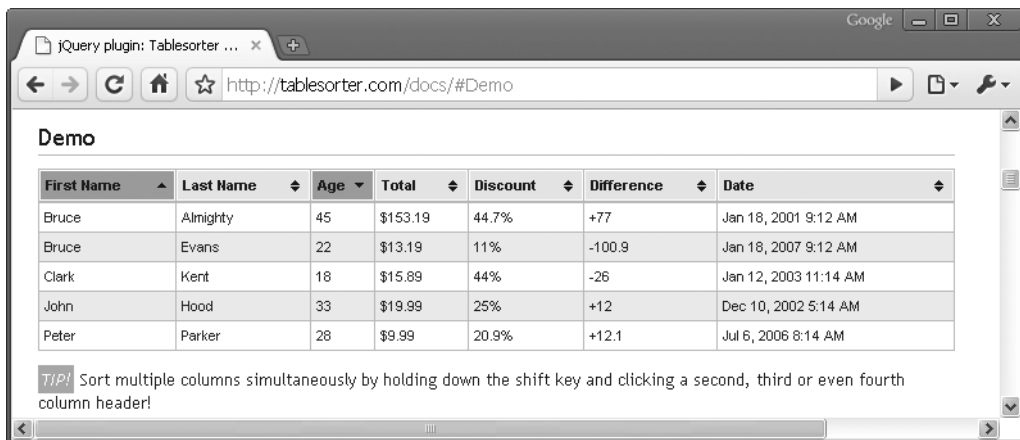 Google
jQuery plugin: Tablesorter ...
http://tablesorter.com/docs/#Demo
Demo
First Name Last Name Age Total Discount Difference Date
Bruce Almighty 45 $153.19 44.7% +77 Jan 18, 2001 9:12 AM
Bruce Evans 22 $13.19 11% -100.9 Jan 18, 2007 9:12 AM
Clark Kent 18 $15.89 44% -26 Jan 12, 2003 11:14 AM
John Hood 33 $19.99 25% +12 Dec 10, 2002 5:14 AM
Peter Parker 28 $9.99 20.9% +12.1 Jul 6, 2006 8:14 AM
TIP! Sort multiple columns simultaneously by holding down the shift key and clicking a second, third or even fourth
column header!